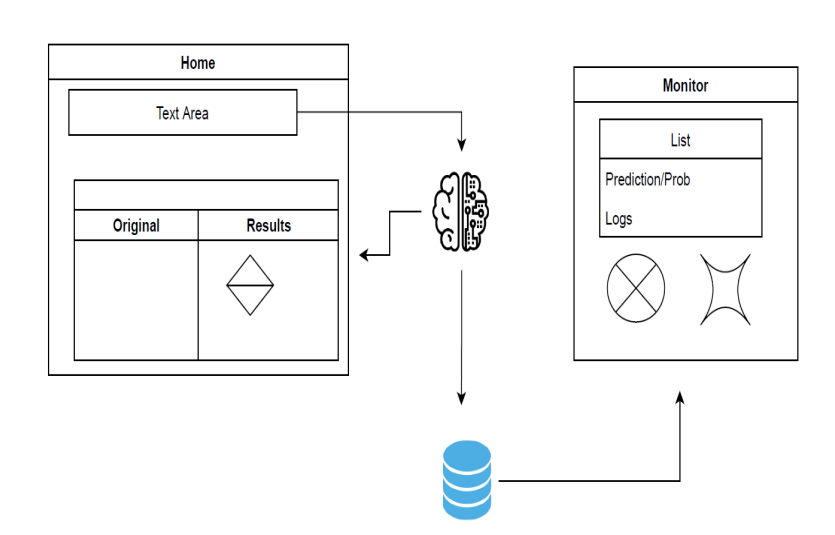 Home
Text Area
Original
Results
Monitor
List
Prediction/Prob
Logs